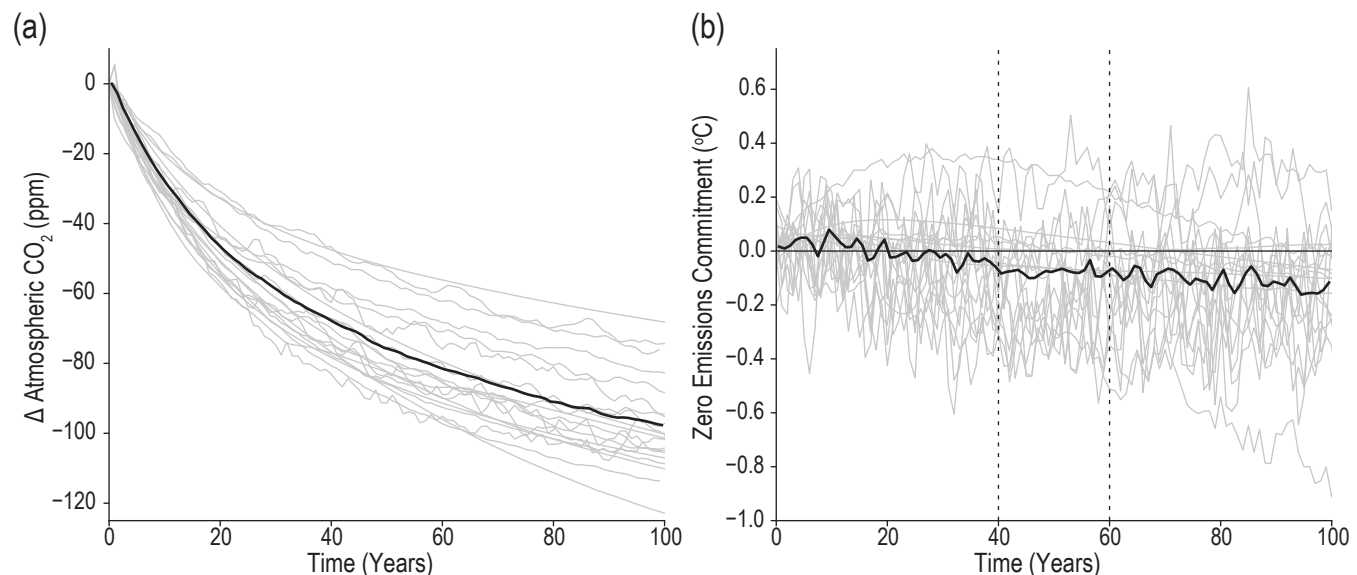 (a)
Δ Atmospheric CO₂ (ppm)
0
−20
−40
−60
−80
−100
−120
0 20 40 60 80 100
Time (Years)
(b)
Zero Emissions Commitment (°C)
0.6
0.4
0.2
0.0
−0.2
−0.4
−0.6
−0.8
−1.0
0 20 40 60 80 100
Time (Years)